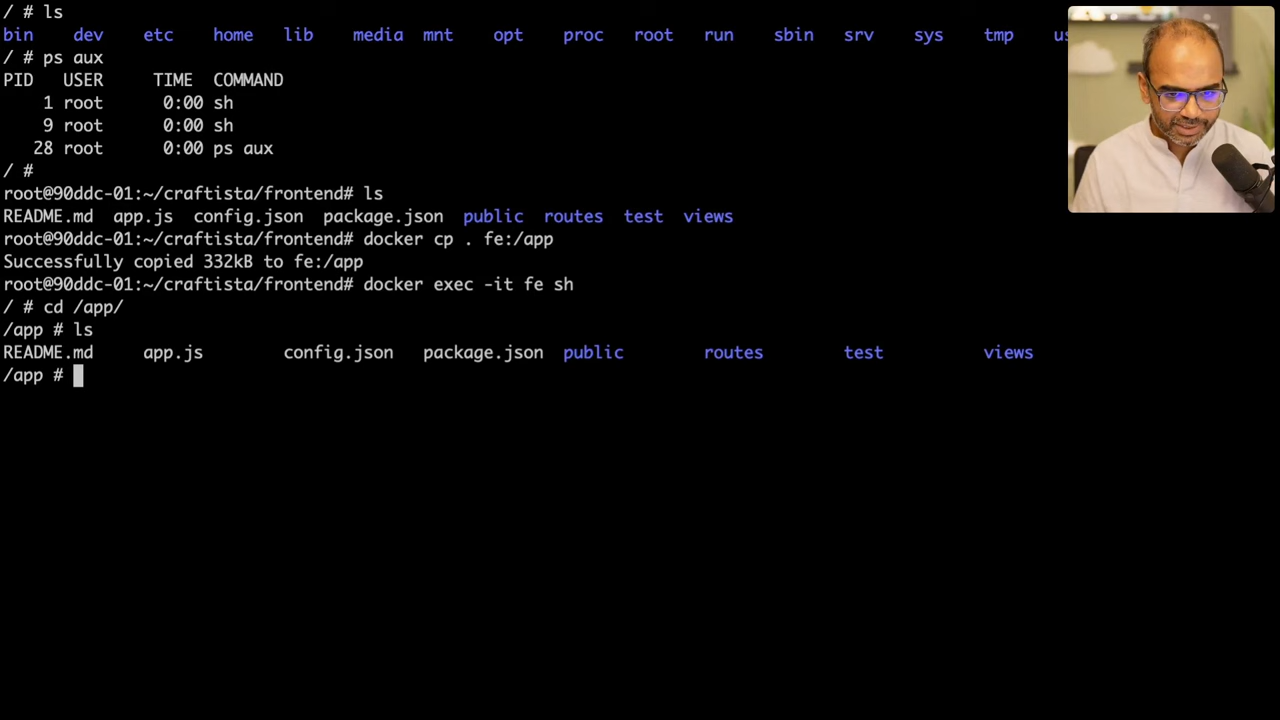 / # ls
bin dev etc home lib media mnt opt proc root run sbin srv sys tmp
/ # ps aux
PID USER TIME COMMAND
1 root 0:00 sh
9 root 0:00 sh
28 root 0:00 ps aux
/ #
root@90ddc-01:~/craftista/frontend# ls
README.md app.js config.json package.json public routes test views
root@90ddc-01:~/craftista/frontend# docker cp . fe:/app
Successfully copied 332kB to fe:/app
root@90ddc-01:~/craftista/frontend# docker exec -it fe sh
/ # cd /app/
/app # ls
README.md app.js config.json package.json public routes test views
/app #